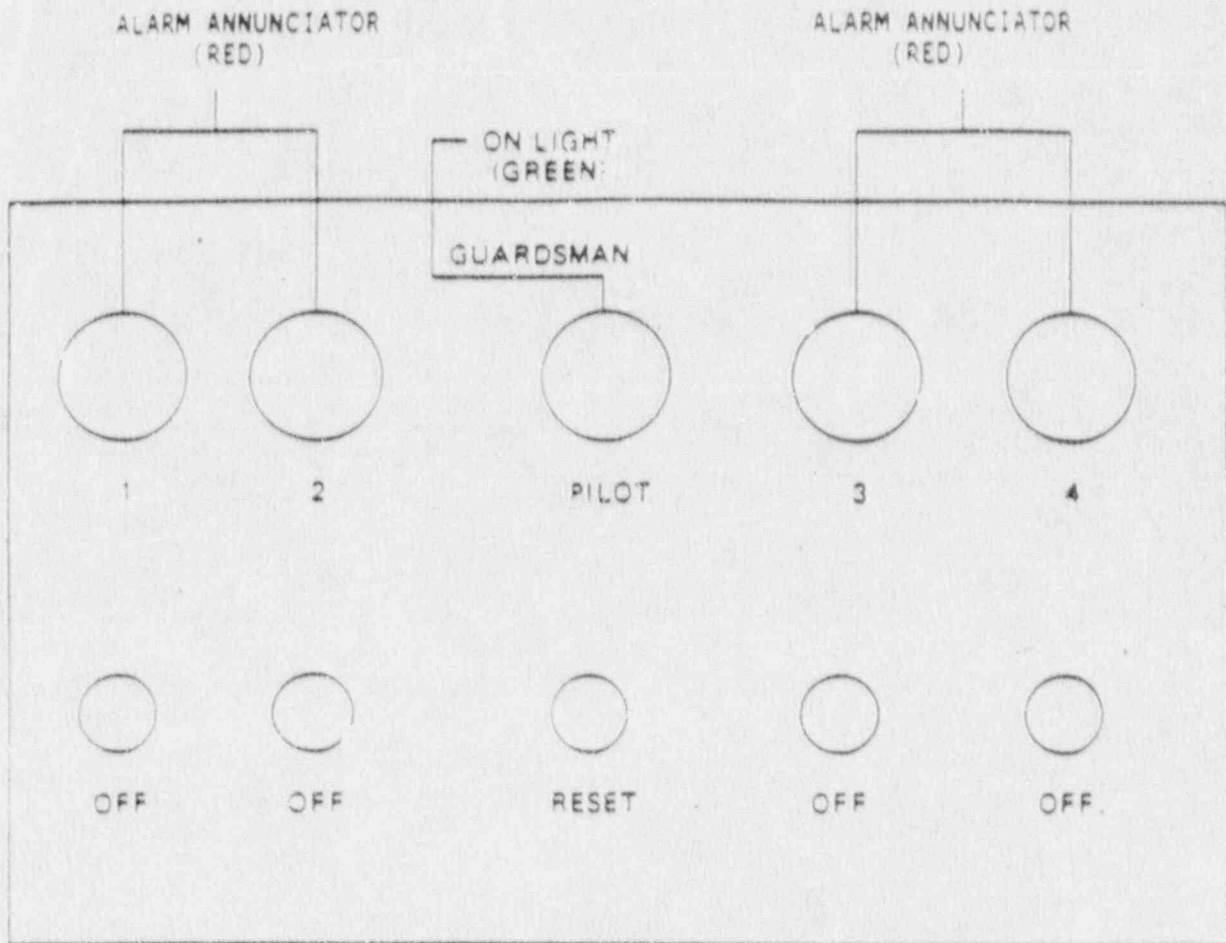 ALARM ANNUNCIATOR
(RED)
ALARM ANNUNCIATOR
(RED)
ON LIGHT
(GREEN)
GUARDSMAN
1 2 PILOT 3 4
OFF OFF RESET OFF OFF